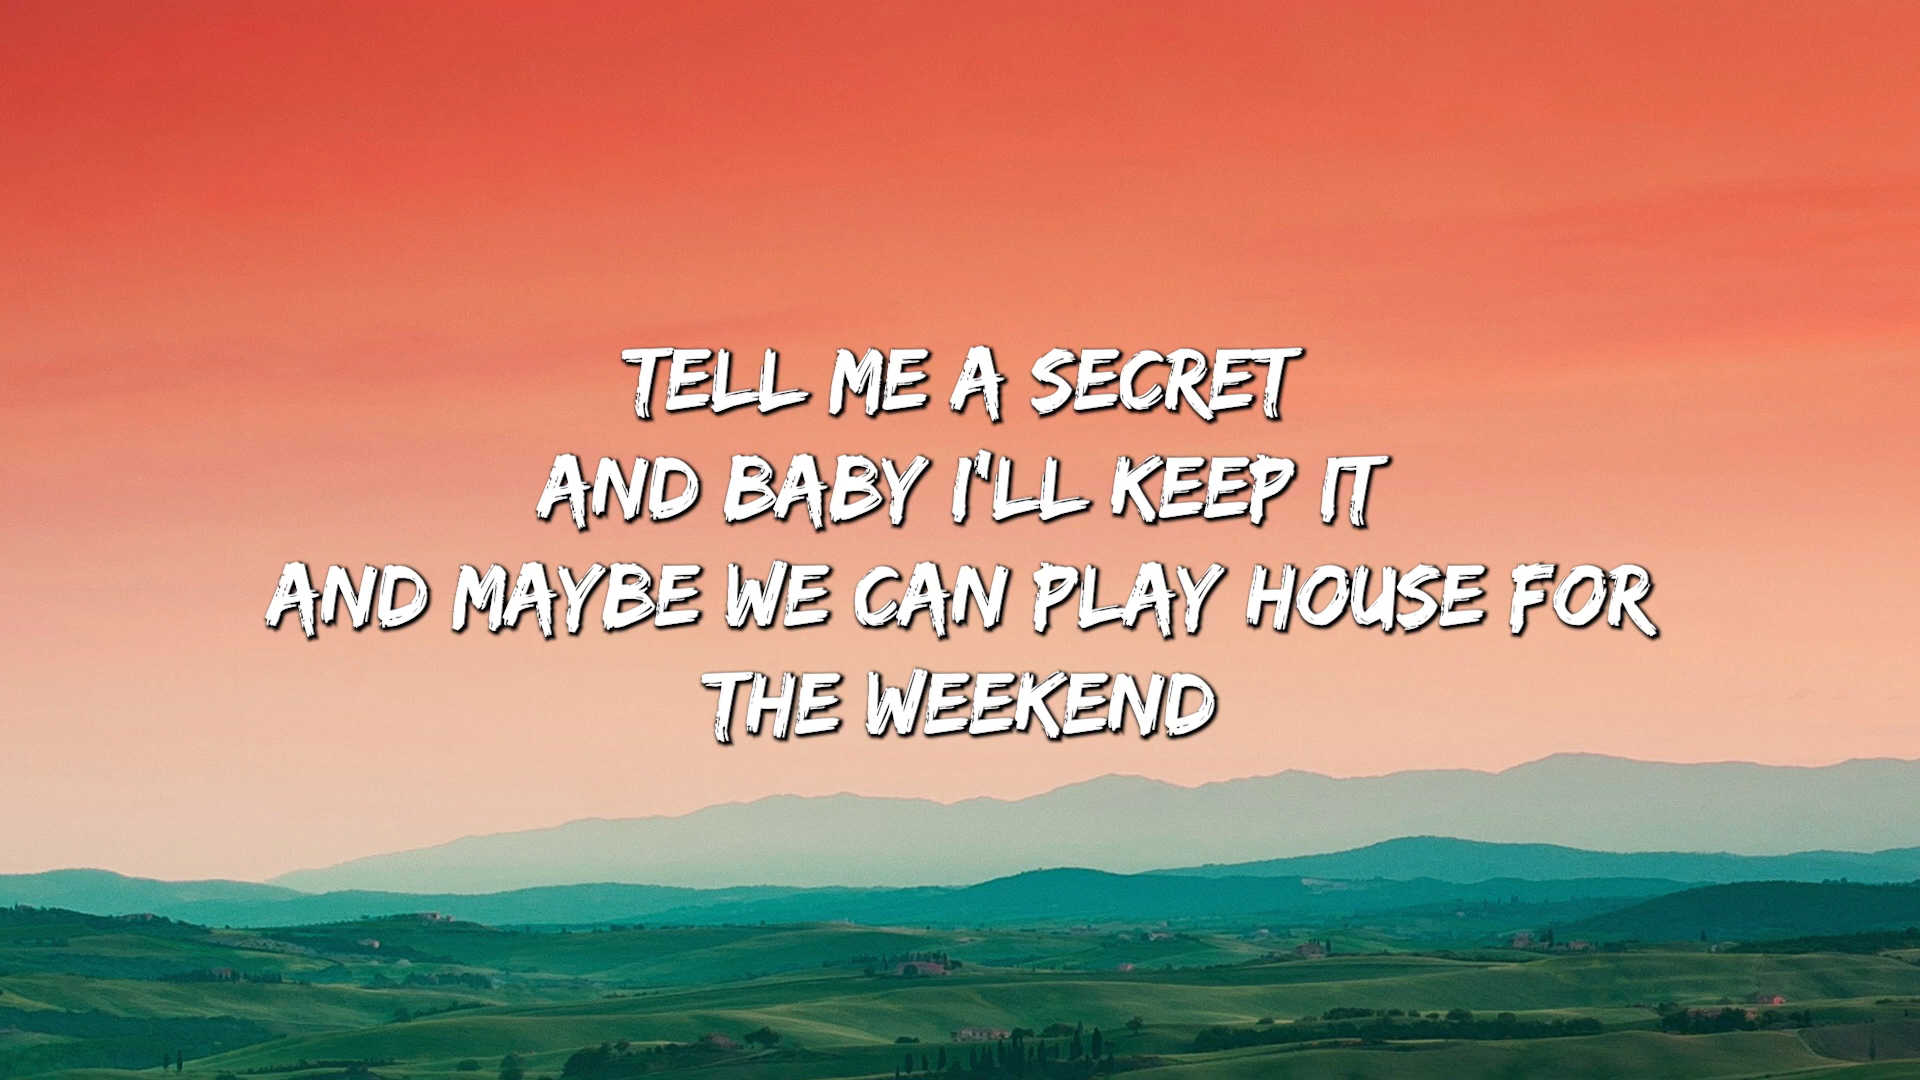 TELL ME A SECRET
AND BABY I'LL KEEP IT
AND MAYBE WE CAN PLAY HOUSE FOR
THE WEEKEND